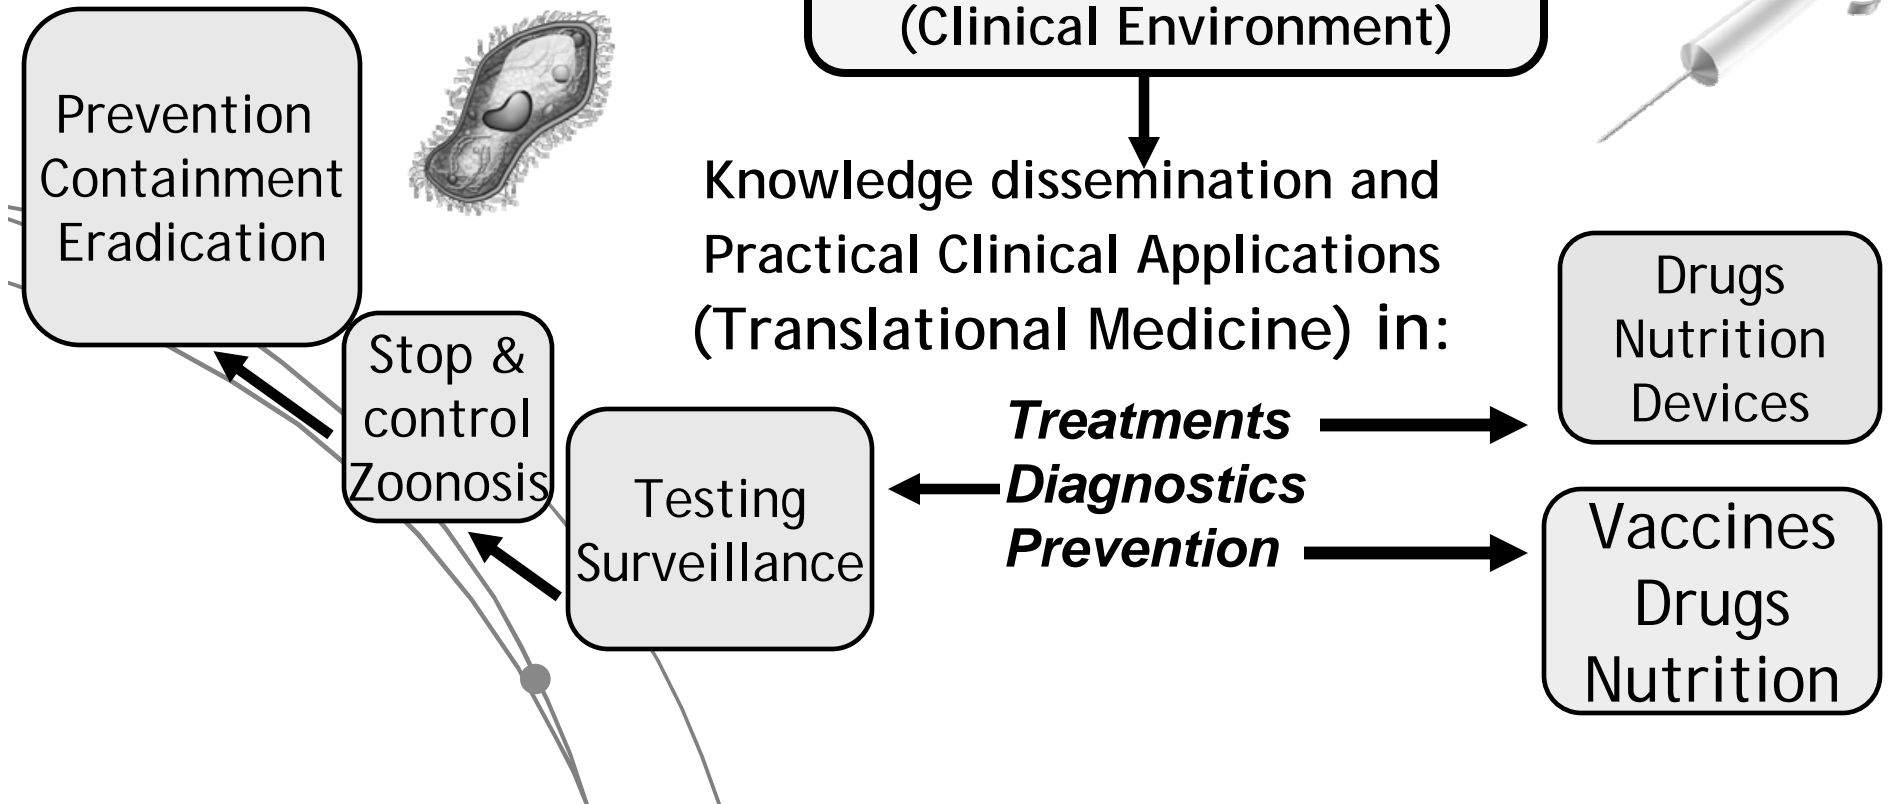 (Clinical Environment)
Prevention
Containment
Eradication
Knowledge dissemination and
Practical Clinical Applications
(Translational Medicine) in:
Stop &
control
Zoonosis
Testing
Surveillance
Treatments
Diagnostics
Prevention
Drugs
Nutrition
Devices
Vaccines
Drugs
Nutrition